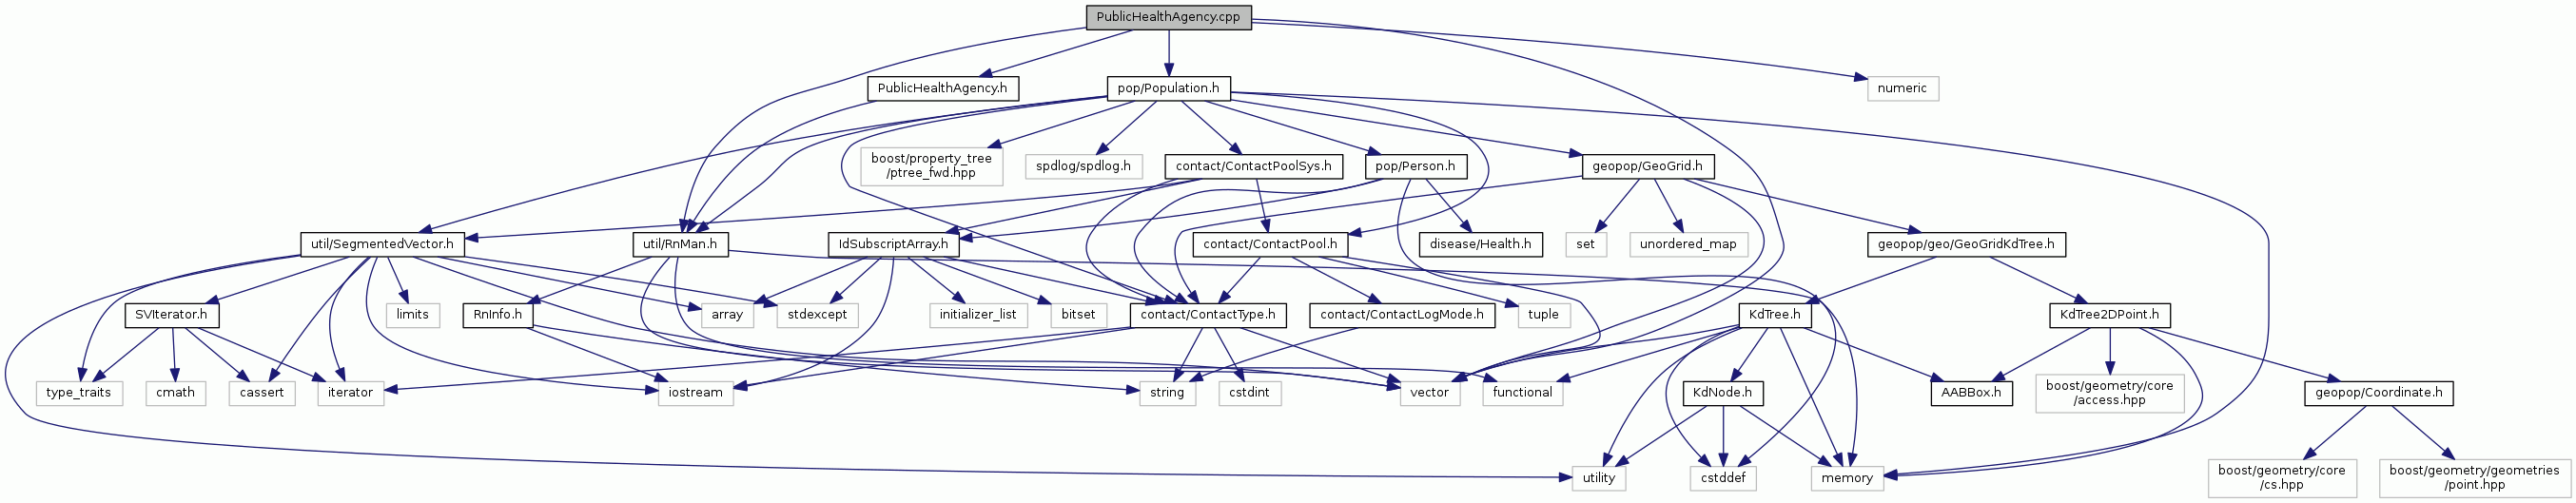 PublicHealthAgency.cpp
PublicHealthAgency.h
pop/Population.h
numeric
boost/property_tree
/ptree_fwd.hpp
spdlog/spdlog.h
contact/ContactPoolSys.h
pop/Person.h
geopop/GeoGrid.h
util/SegmentedVector.h
util/RnMan.h
IdSubscriptArray.h
contact/ContactPool.h
disease/Health.h
set
unordered_map
geopop/geo/GeoGridKdTree.h
SVIterator.h
limits
RnInfo.h
array
stdexcept
initializer_list
bitset
contact/ContactType.h
contact/ContactLogMode.h
tuple
KdTree.h
KdTree2DPoint.h
type_traits
cmath
cassert
iterator
iostream
string
cstdint
vector
functional
KdNode.h
AABBox.h
boost/geometry/core
/access.hpp
geopop/Coordinate.h
utility
cstddef
memory
boost/geometry/core
/cs.hpp
boost/geometry/geometries
/point.hpp